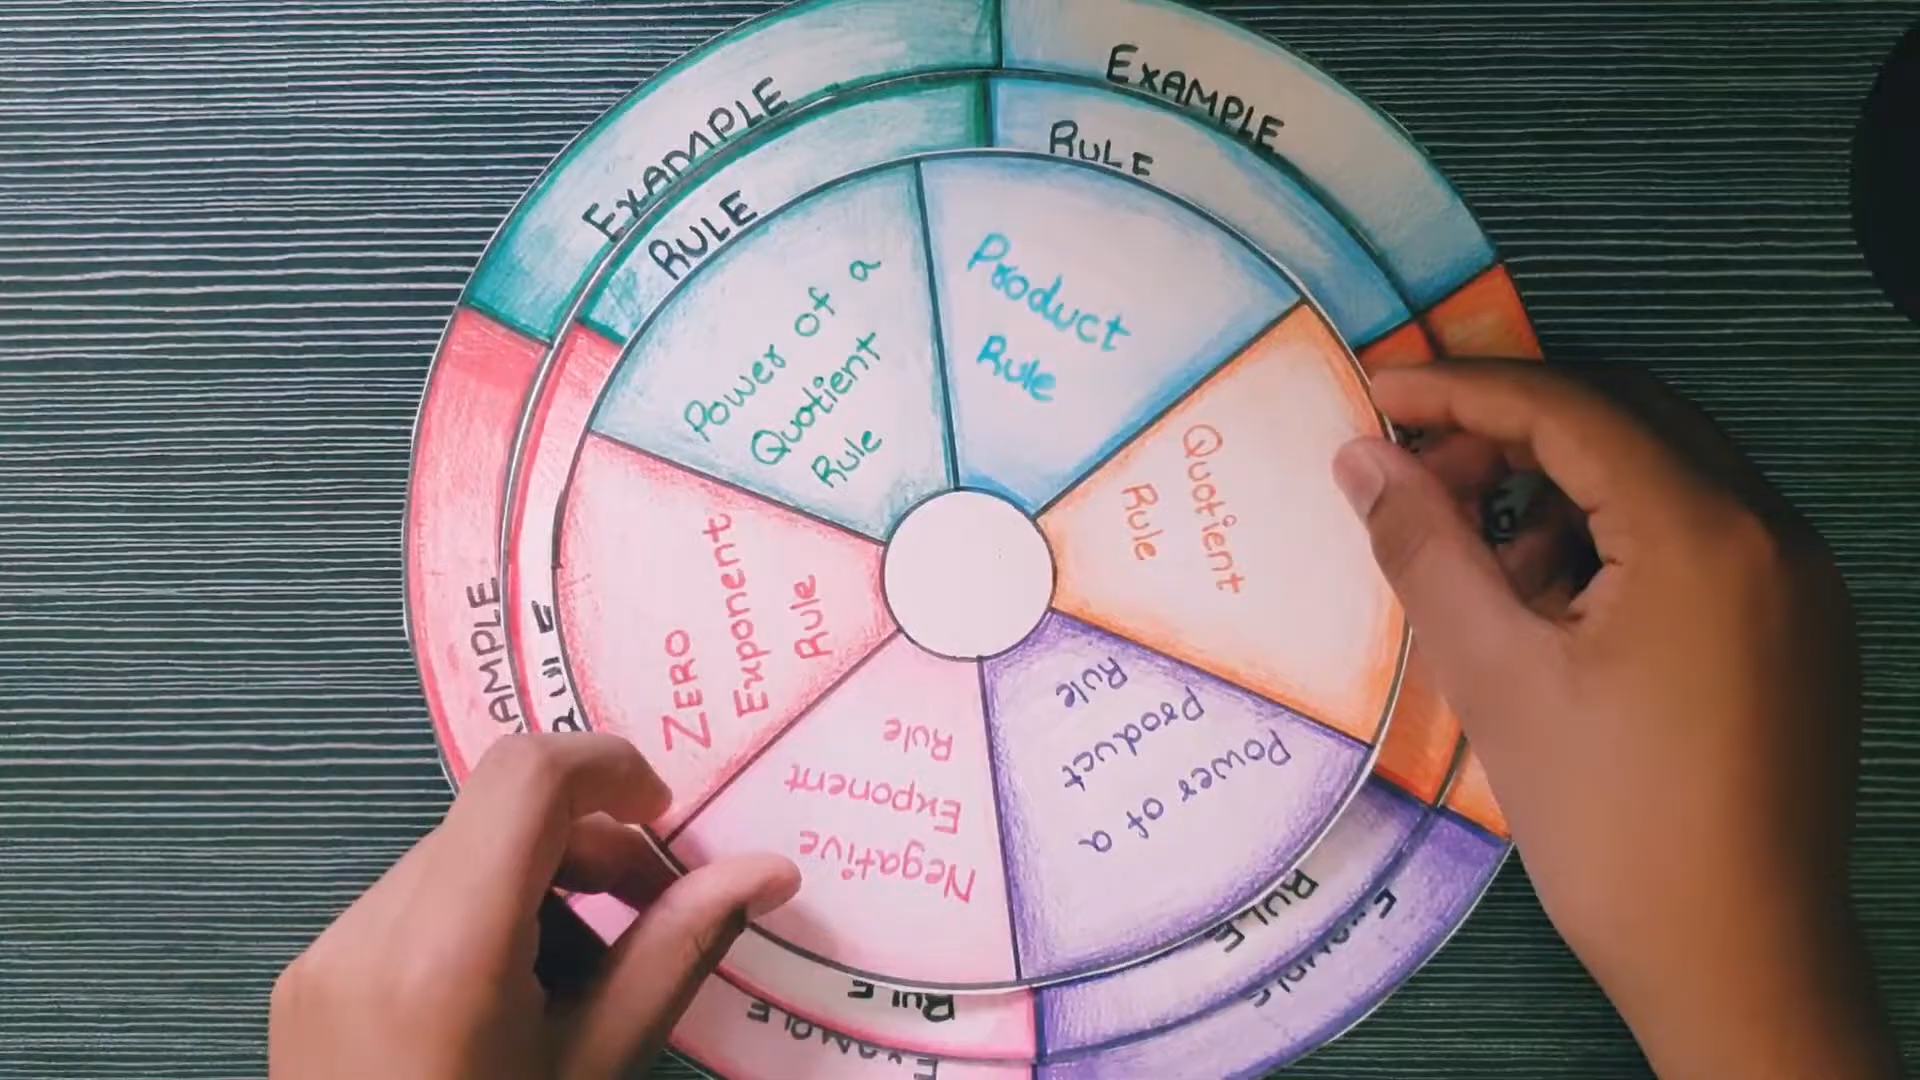 EXAMPLE
EXAMPLE
RULE
RULE
Power of a
Quotient
Rule
Product
Rule
Quotient
Rule
ZERO
Exponent
Rule
Negative
Exponent
Rule
Power of a
Product
Rule
RULE
RULE
RULE
EXAMPLE
EXAMPLE